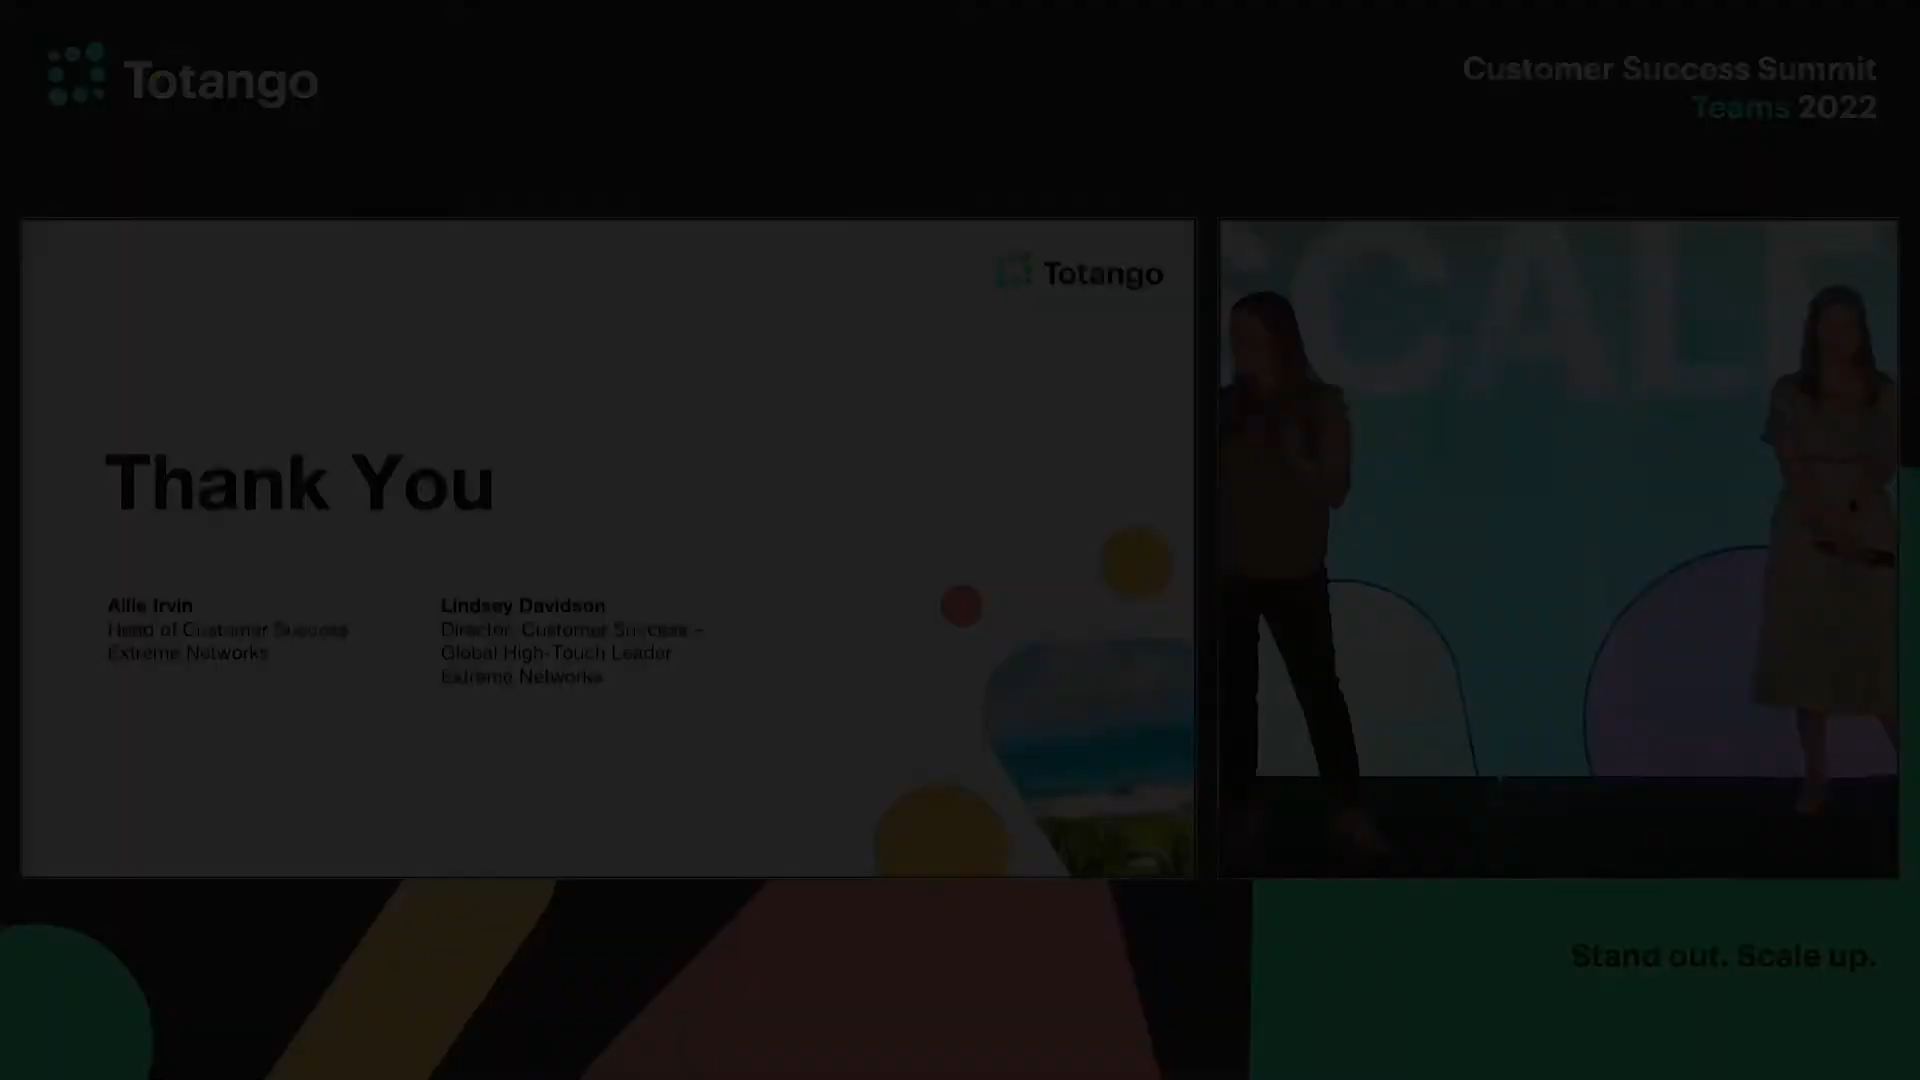 Totango
Customer Success Summit
Teams 2022
Totango
CAL
Thank You
Allie Irvin
Head of Customer Success
Extreme Networks
Lindsey Davidson
Director, Customer Success –
Global High-Touch Leader
Extreme Networks
Stand out. Scale up.